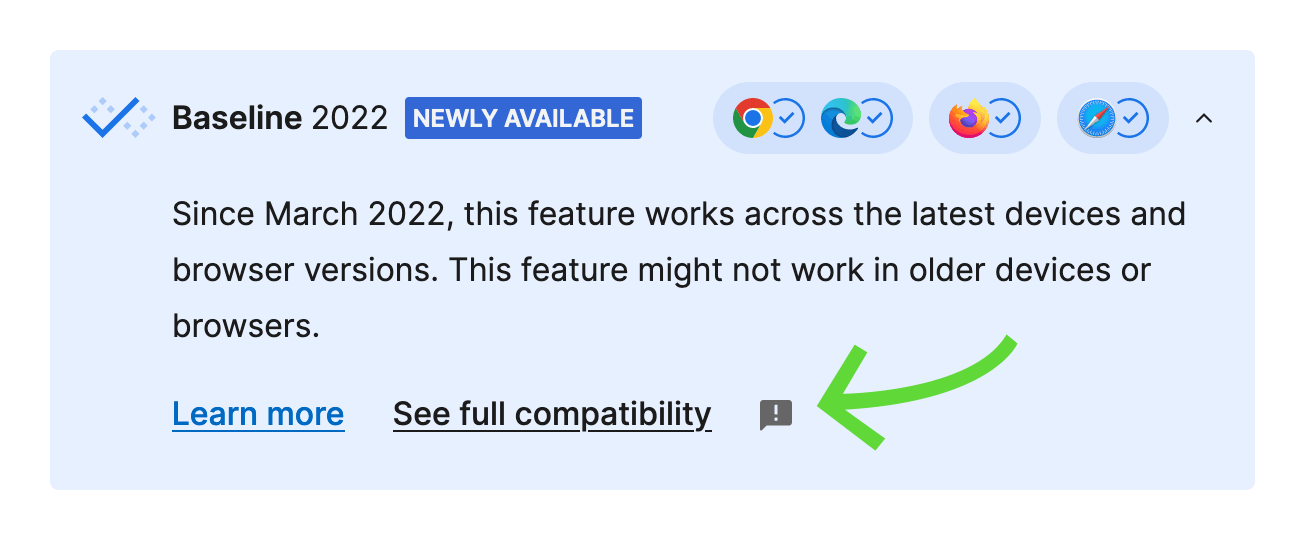 Baseline 2022 NEWLY AVAILABLE
Since March 2022, this feature works across the latest devices and
browser versions. This feature might not work in older devices or
browsers.
Learn more See full compatibility